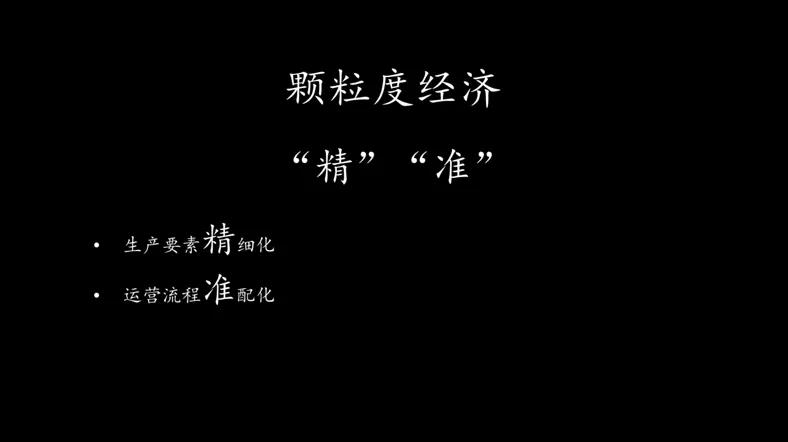 颗粒度经济
“精”“准”
• 生产要素精细化
• 运营流程准配化